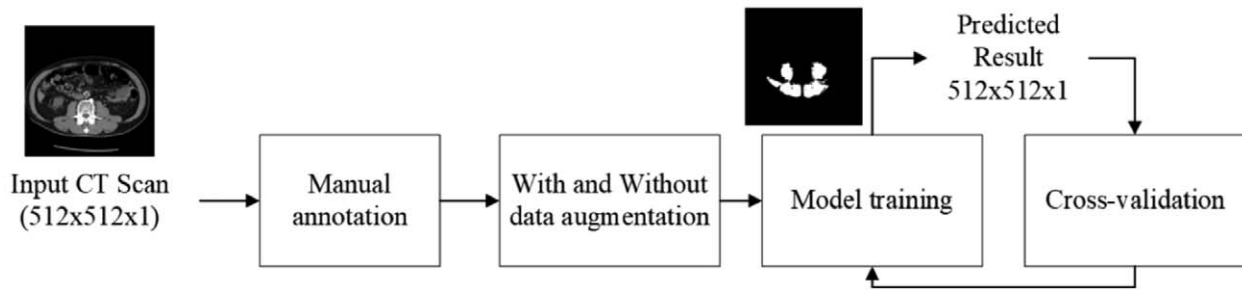 Input CT Scan
(512x512x1)
Manual
annotation
With and Without
data augmentation
Model training
Predicted
Result
512x512x1
Cross-validation